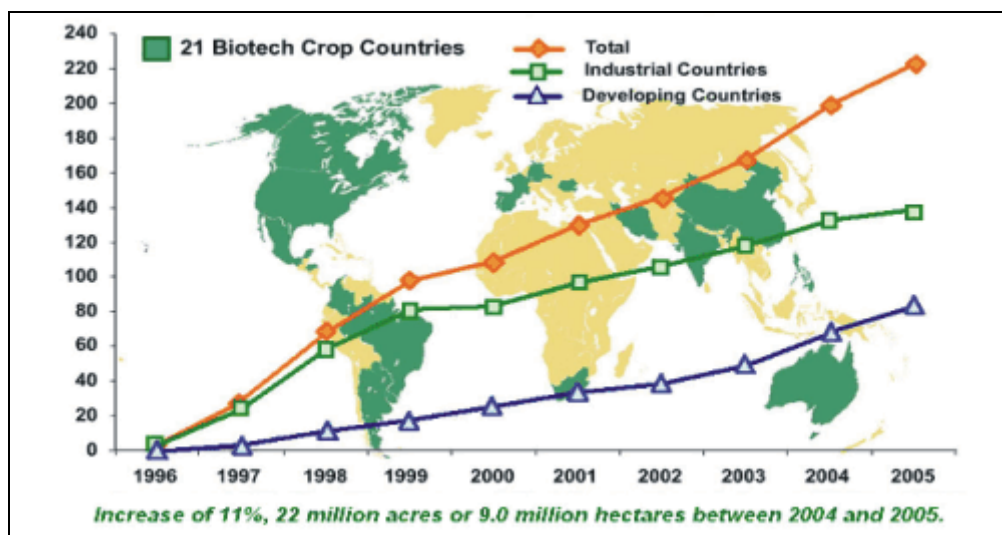 240
220
200
180
160
140
120
100
80
60
40
20
0
21 Biotech Crop Countries
Total
Industrial Countries
Developing Countries
1996 1997 1998 1999 2000 2001 2002 2003 2004 2005
Increase of 11%, 22 million acres or 9.0 million hectares between 2004 and 2005.